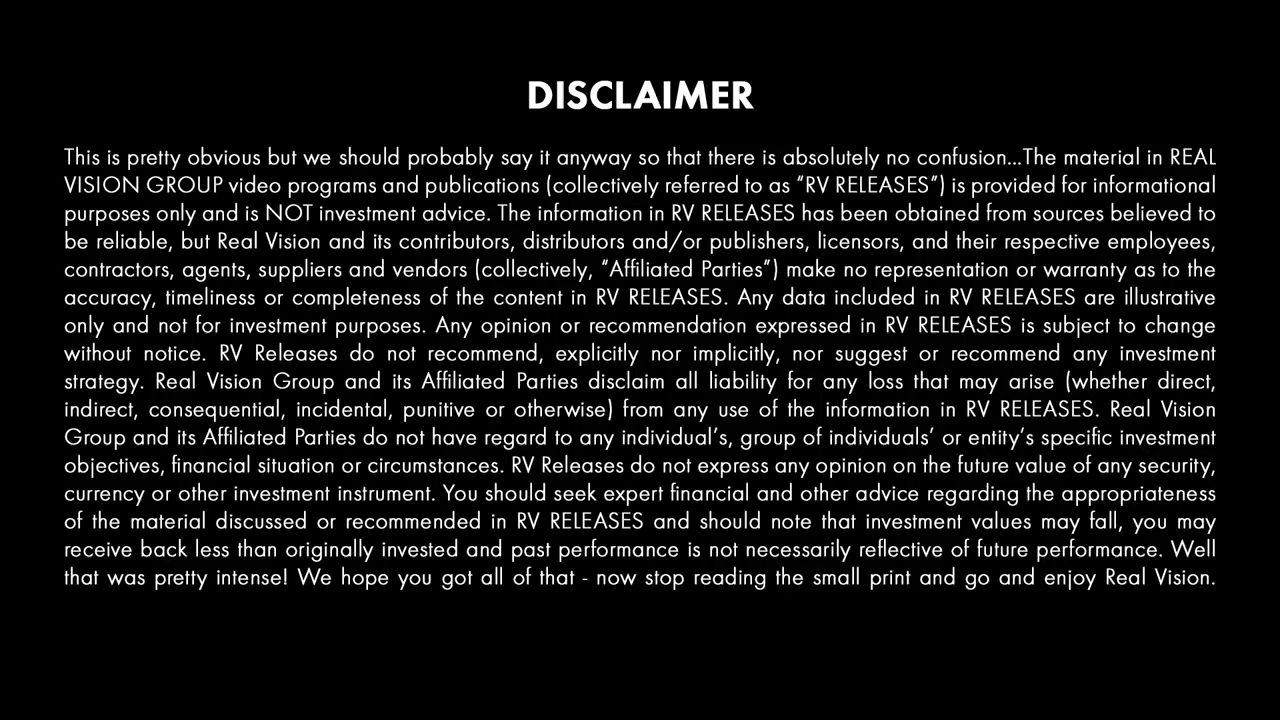 DISCLAIMER
This is pretty obvious but we should probably say it anyway so that there is absolutely no confusion...The material in REAL
VISION GROUP video programs and publications (collectively referred to as “RV RELEASES”) is provided for informational
purposes only and is NOT investment advice. The information in RV RELEASES has been obtained from sources believed to
be reliable, but Real Vision and its contributors, distributors and/or publishers, licensors, and their respective employees,
contractors, agents, suppliers and vendors (collectively, “Affiliated Parties”) make no representation or warranty as to the
accuracy, timeliness or completeness of the content in RV RELEASES. Any data included in RV RELEASES are illustrative
only and not for investment purposes. Any opinion or recommendation expressed in RV RELEASES is subject to change
without notice. RV Releases do not recommend, explicitly nor implicitly, nor suggest or recommend any investment
strategy. Real Vision Group and its Affiliated Parties disclaim all liability for any loss that may arise (whether direct,
indirect, consequential, incidental, punitive or otherwise) from any use of the information in RV RELEASES. Real Vision
Group and its Affiliated Parties do not have regard to any individual’s, group of individuals’ or entity’s specific investment
objectives, financial situation or circumstances. RV Releases do not express any opinion on the future value of any security,
currency or other investment instrument. You should seek expert financial and other advice regarding the appropriateness
of the material discussed or recommended in RV RELEASES and should note that investment values may fall, you may
receive back less than originally invested and past performance is not necessarily reflective of future performance. Well
that was pretty intense! We hope you got all of that - now stop reading the small print and go and enjoy Real Vision.